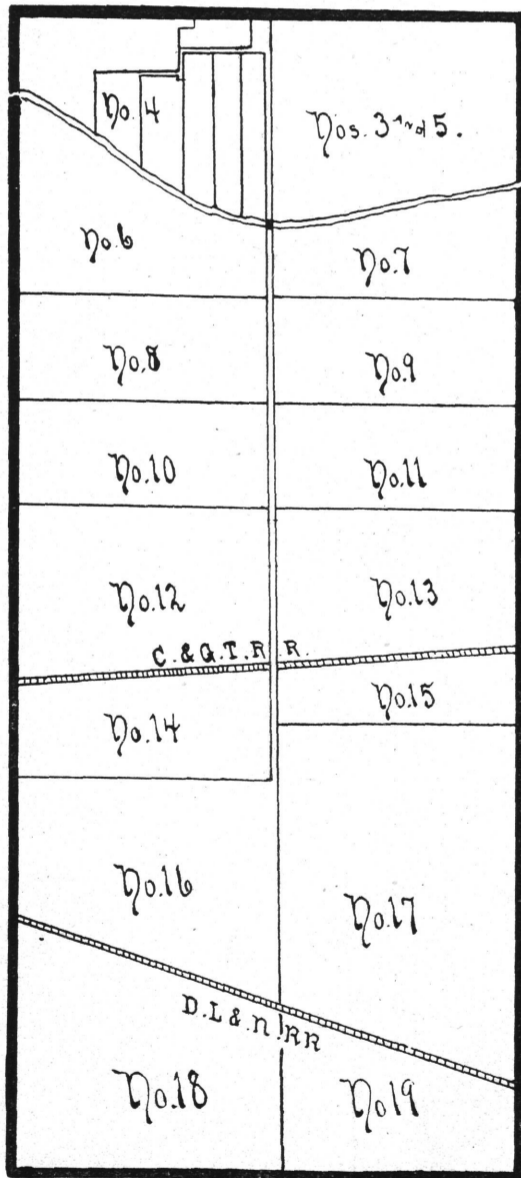 No. 4
Nos. 3 and 5.
No. 6
No. 7
No. 8
No. 9
No. 10
No. 11
No. 12
No. 13
C. & G. T. R R.
No. 14
No. 15
No. 16
No. 17
D. L & N. RR
No. 18
No 19